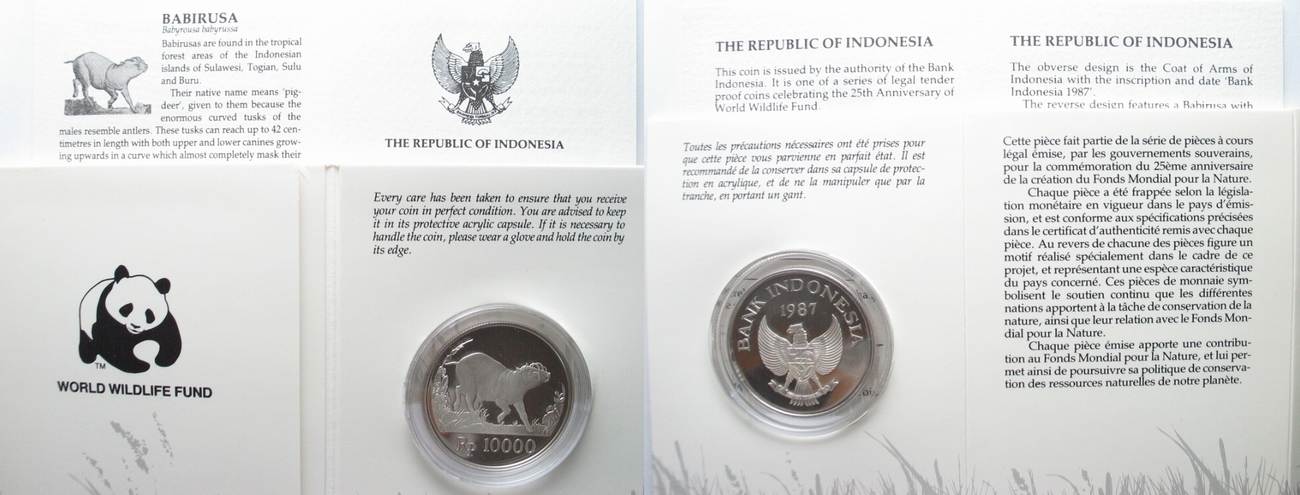 BABIRUSA
Babyrousa babyrussa
Babirusas are found in the tropical
forest areas of the Indonesian
islands of Sulawesi, Togian, Sulu
and Buru.
Their native name means 'pig-
deer', given to them because the
enormous curved tusks of the
males resemble antlers. These tusks can reach up to 42 cen-
timetres in length with both upper and lower canines grow-
ing upwards in a curve which almost completely mask their
THE REPUBLIC OF INDONESIA
TM
WORLD WILDLIFE FUND
Every care has been taken to ensure that you receive
your coin in perfect condition. You are advised to keep
it in its protective acrylic capsule. If it is necessary to
handle the coin, please wear a glove and hold the coin by
its edge.
Rp 10000
THE REPUBLIC OF INDONESIA
This coin is issued by the authority of the Bank
Indonesia. It is one of a series of legal tender
proof coins celebrating the 25th Anniversary of
World Wildlife Fund.
THE REPUBLIC OF INDONESIA
The obverse design is the Coat of Arms of
Indonesia with the inscription and date 'Bank
Indonesia 1987'.
The reverse design features a Babirusa with
Toutes les précautions nécessaires ont été prises pour
que cette pièce vous parvienne en parfait état. Il est
recommandé de la conserver dans sa capsule de protec-
tion en acrylique, et de ne la manipuler que par la
tranche, en portant un gant.
BANK INDONESIA
1987
Cette pièce fait partie de la série de pièces à cours
légal émise, par les gouvernements souverains,
pour la commémoration du 25ème anniversaire
de la création du Fonds Mondial pour la Nature.
Chaque pièce a été frappée selon la législa-
tion monétaire en vigueur dans le pays d'émis-
sion, et est conforme aux spécifications précisées
dans le certificat d'authenticité remis avec chaque
pièce. Au revers de chacune des pièces figure un
motif réalisé spécialement dans le cadre de ce
projet, et représentant une espèce caractéristique
du pays concerné. Ces pièces de monnaie sym-
bolisent le soutien continu que les différentes
nations apportent à la tâche de conservation de la
nature, ainsi que leur relation avec le Fonds Mon-
dial pour la Nature.
Chaque pièce émise apporte une contribu-
tion au Fonds Mondial pour la Nature, et lui per-
met ainsi de poursuivre sa politique de conserva-
tion des ressources naturelles de notre planète.